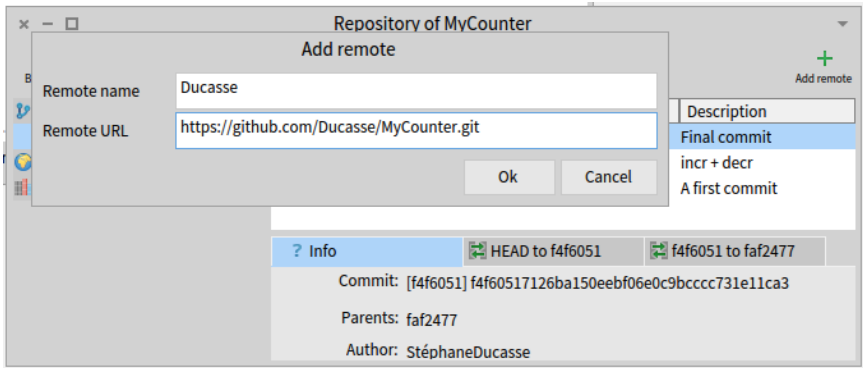 Repository of MyCounter
Add remote
Add remote
Remote name
Ducasse
Remote URL
https://github.com/Ducasse/MyCounter.git
Ok
Cancel
Description
Final commit
incr + decr
A first commit
? Info
HEAD to f4f6051
f4f6051 to faf2477
Commit: [f4f6051] f4f60517126ba150eebf06e0c9bcccc731e11ca3
Parents: faf2477
Author: StéphaneDucasse